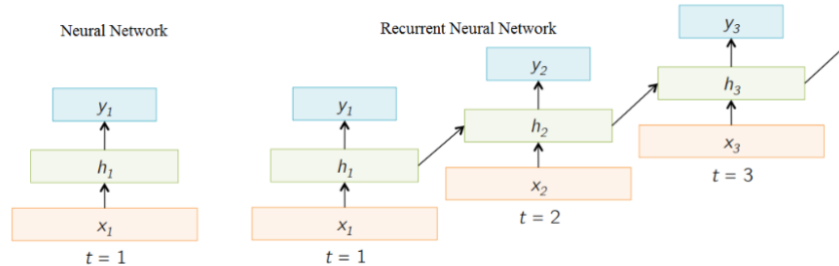 Neural Network
y₁
h₁
x₁
t = 1
Recurrent Neural Network
y₁
h₁
x₁
t = 1
y₂
h₂
x₂
t = 2
y₃
h₃
x₃
t = 3